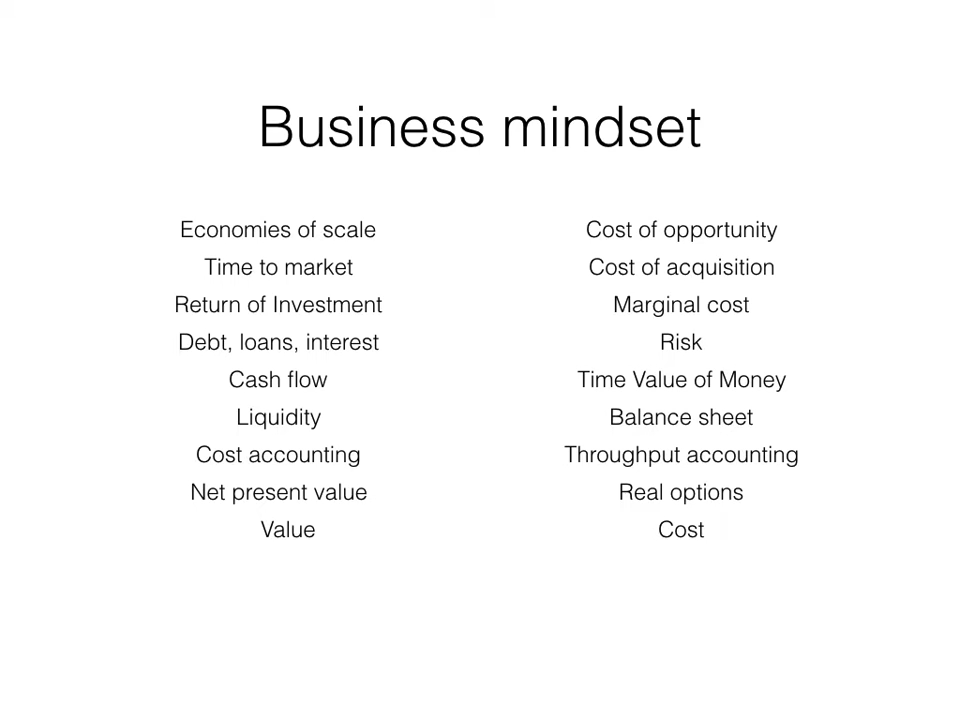 Business mindset
Economies of scale
Time to market
Return of Investment
Debt, loans, interest
Cash flow
Liquidity
Cost accounting
Net present value
Value
Cost of opportunity
Cost of acquisition
Marginal cost
Risk
Time Value of Money
Balance sheet
Throughput accounting
Real options
Cost